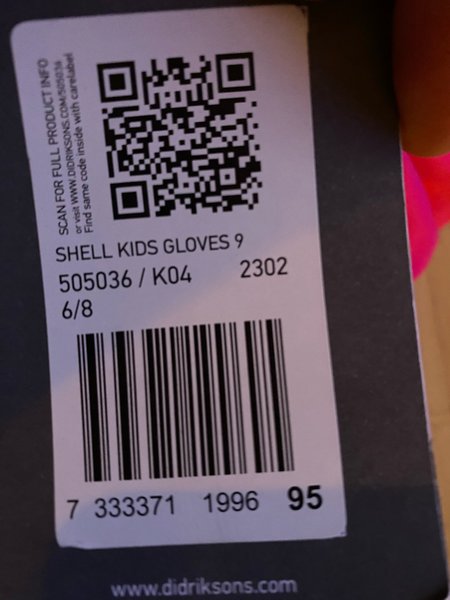 SCAN FOR FULL PRODUCT INFO
or visit WWW.DIDRIKSONS.COM/505036
Find same code inside with carelabel
SHELL KIDS GLOVES 9
505036 / K04 2302
6/8
7 333371 1996 95
www.didriksons.com